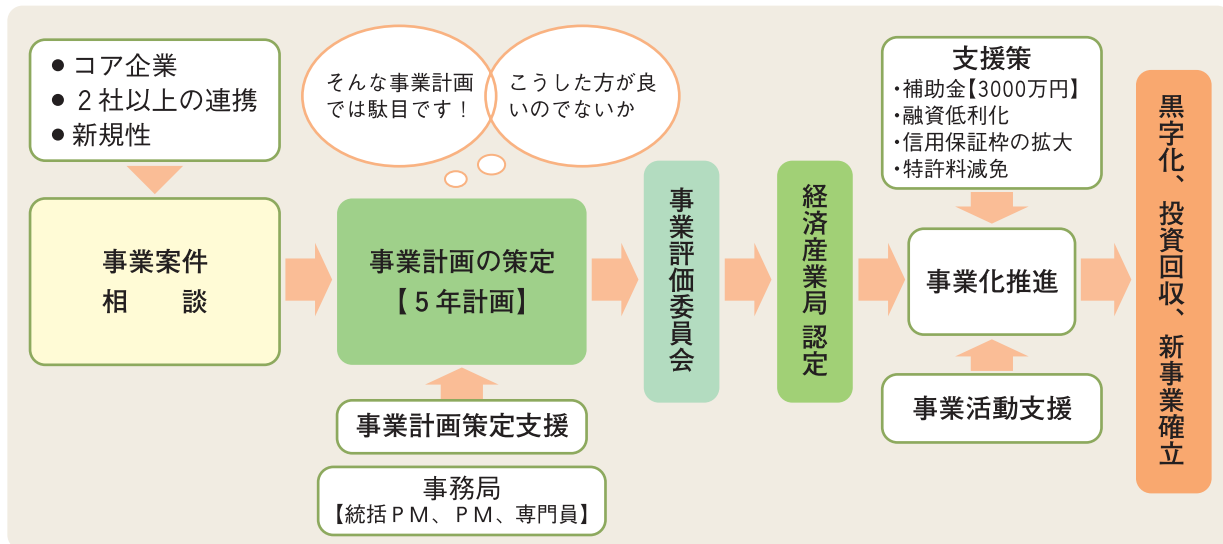 ● コア企業
● 2社以上の連携
● 新規性
事業案件
相　　談
そんな事業計画
では駄目です！
こうした方が良
いのでないか
事業計画の策定
【5年計画】
事業計画策定支援
事務局
【統括PM、PM、専門員】
事業評価委員会
経済産業局 認定
支援策
・補助金【3000万円】
・融資低利化
・信用保証枠の拡大
・特許料減免
事業化推進
事業活動支援
黒字化、投資回収、新事業確立